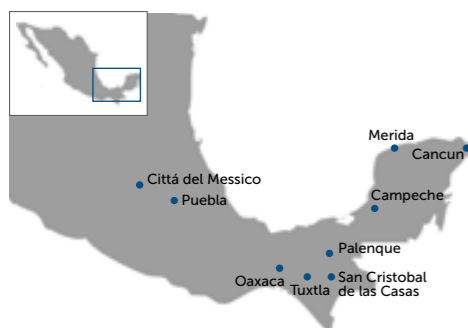 Merida
Cancun
Cittá del Messico
Puebla
Campeche
Palenque
Oaxaca
Tuxtla
San Cristobal
de las Casas